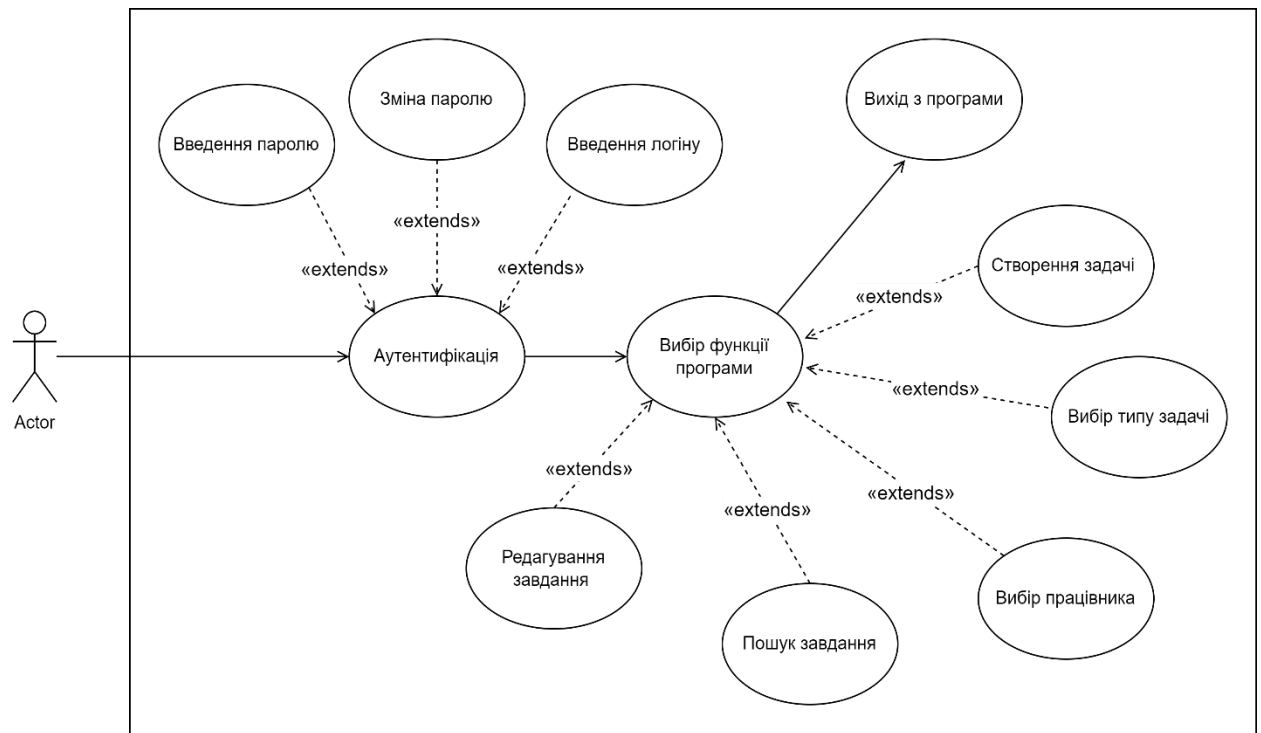 Зміна паролю
Вихід з програми
Введення паролю
Введення логіну
«extends»
«extends»
«extends»
Створення задачі
«extends»
Actor
Аутентифікація
Вибір функції
програми
«extends»
Вибір типу задачі
«extends»
«extends»
«extends»
Редагування
завдання
Вибір працівника
Пошук завдання